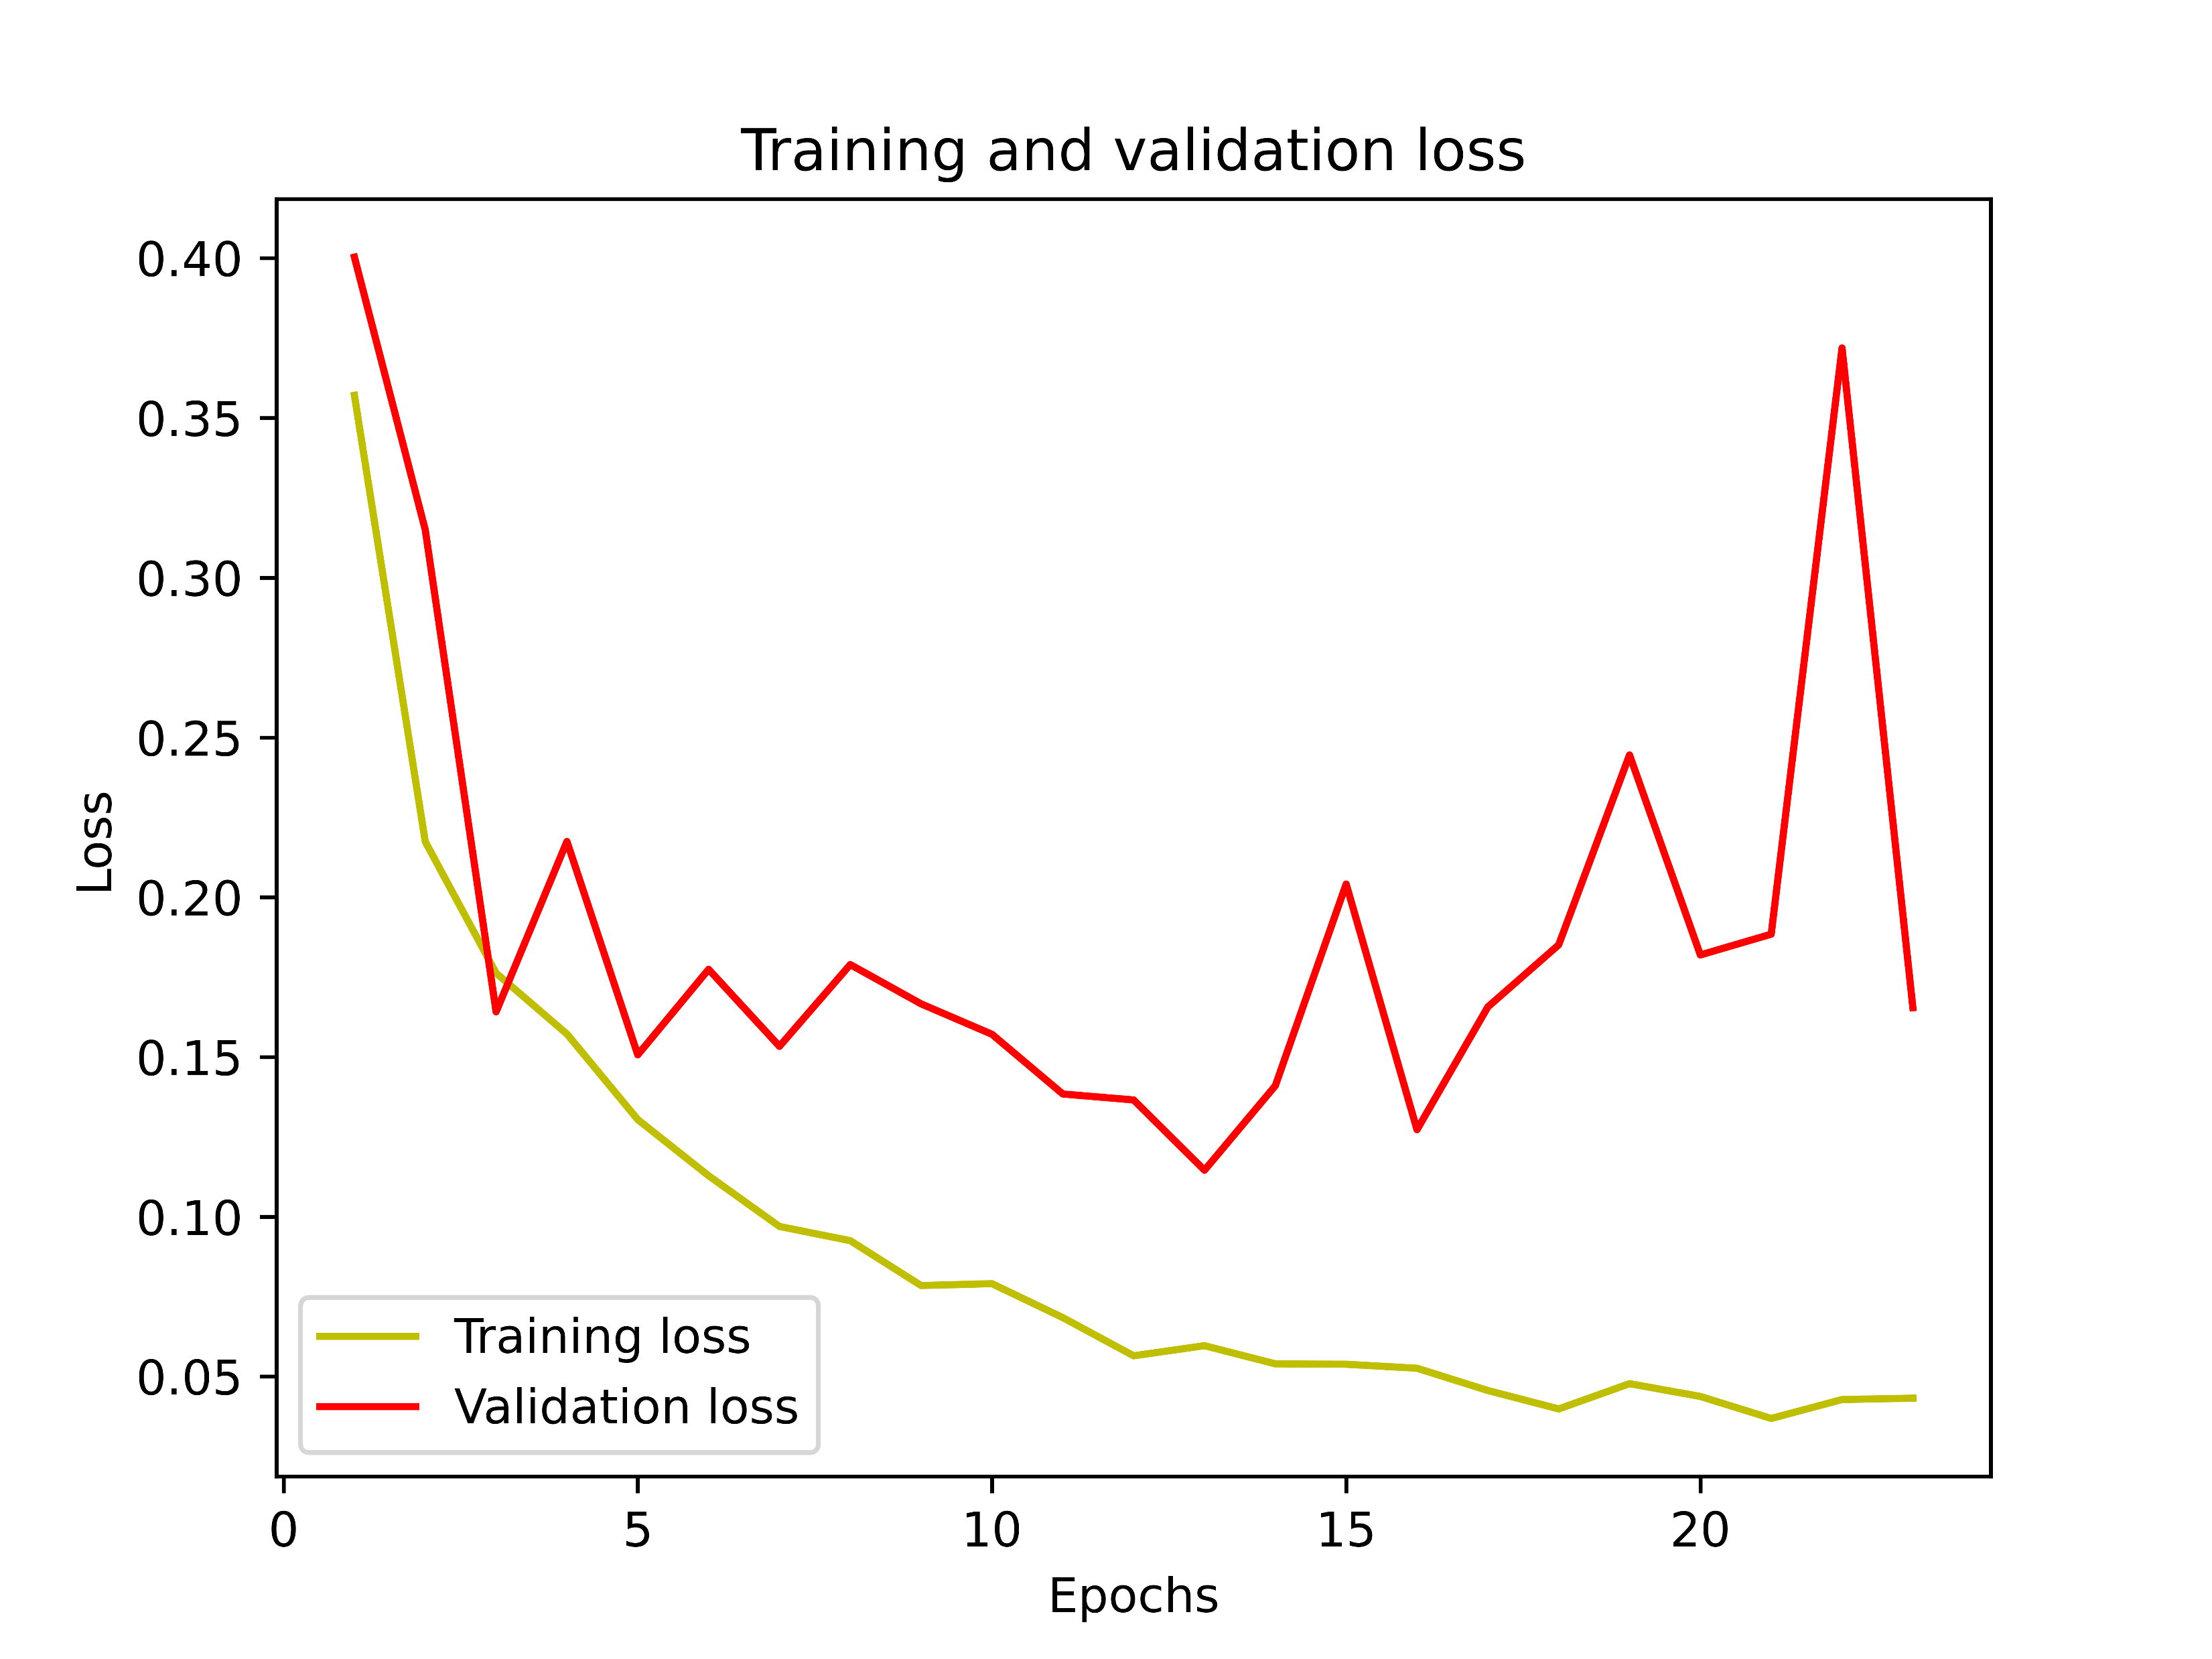 Training and validation loss
0.40
0.35
0.30
0.25
0.20
0.15
0.10
0.05
Loss
Training loss
Validation loss
0 5 10 15 20
Epochs